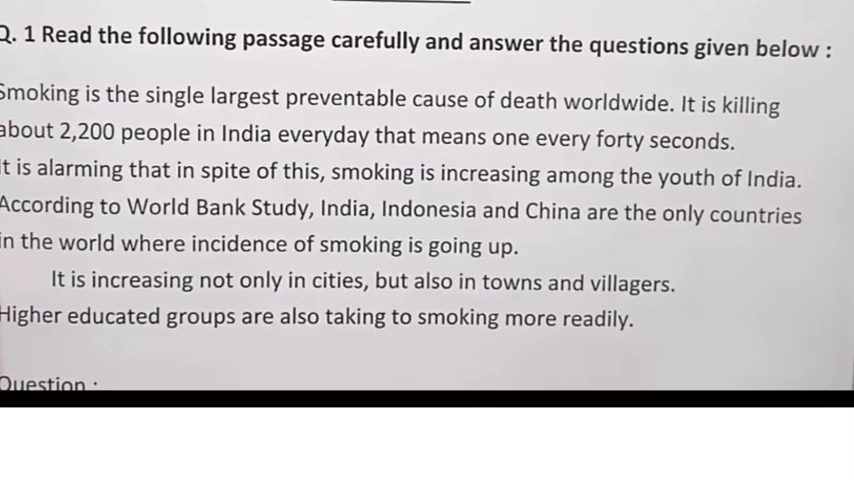 Q. 1 Read the following passage carefully and answer the questions given below :
Smoking is the single largest preventable cause of death worldwide. It is killing
about 2,200 people in India everyday that means one every forty seconds.
It is alarming that in spite of this, smoking is increasing among the youth of India.
According to World Bank Study, India, Indonesia and China are the only countries
in the world where incidence of smoking is going up.
It is increasing not only in cities, but also in towns and villagers.
Higher educated groups are also taking to smoking more readily.
Question :